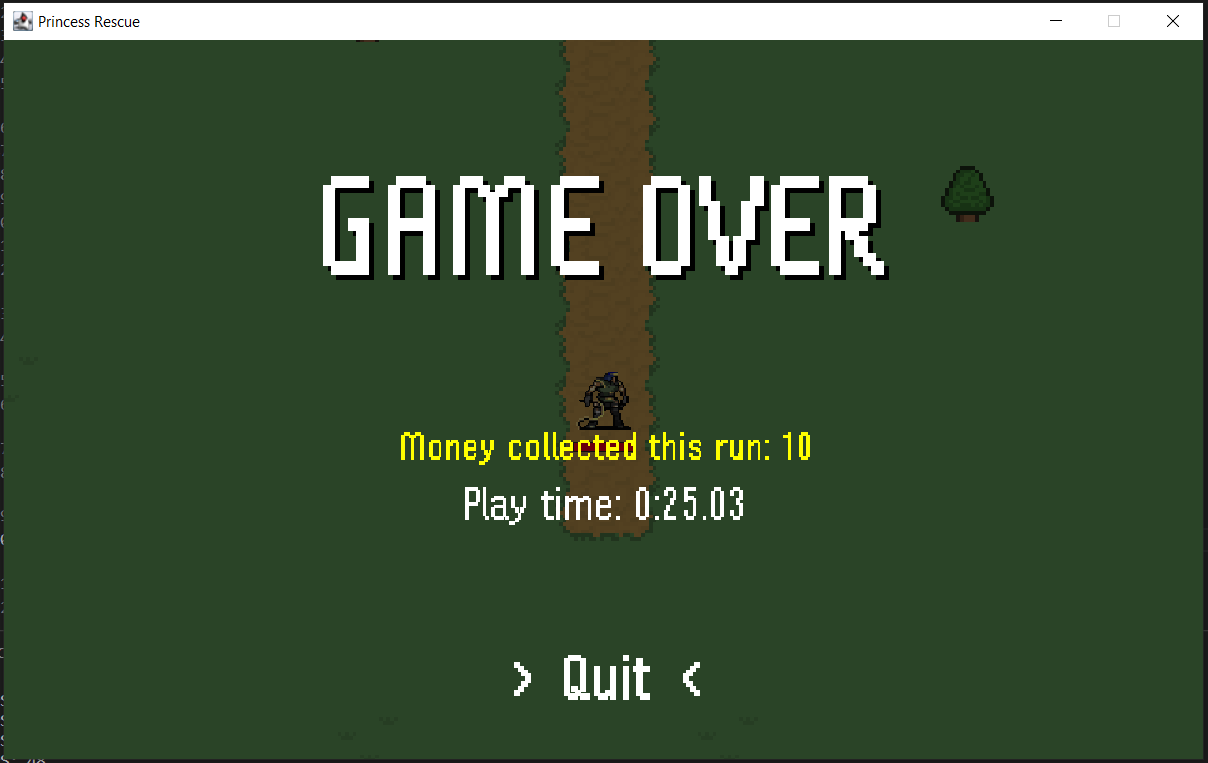 Princess Rescue
GAME OVER
Money collected this run: 10
Play time: 0:25.03
> Quit <